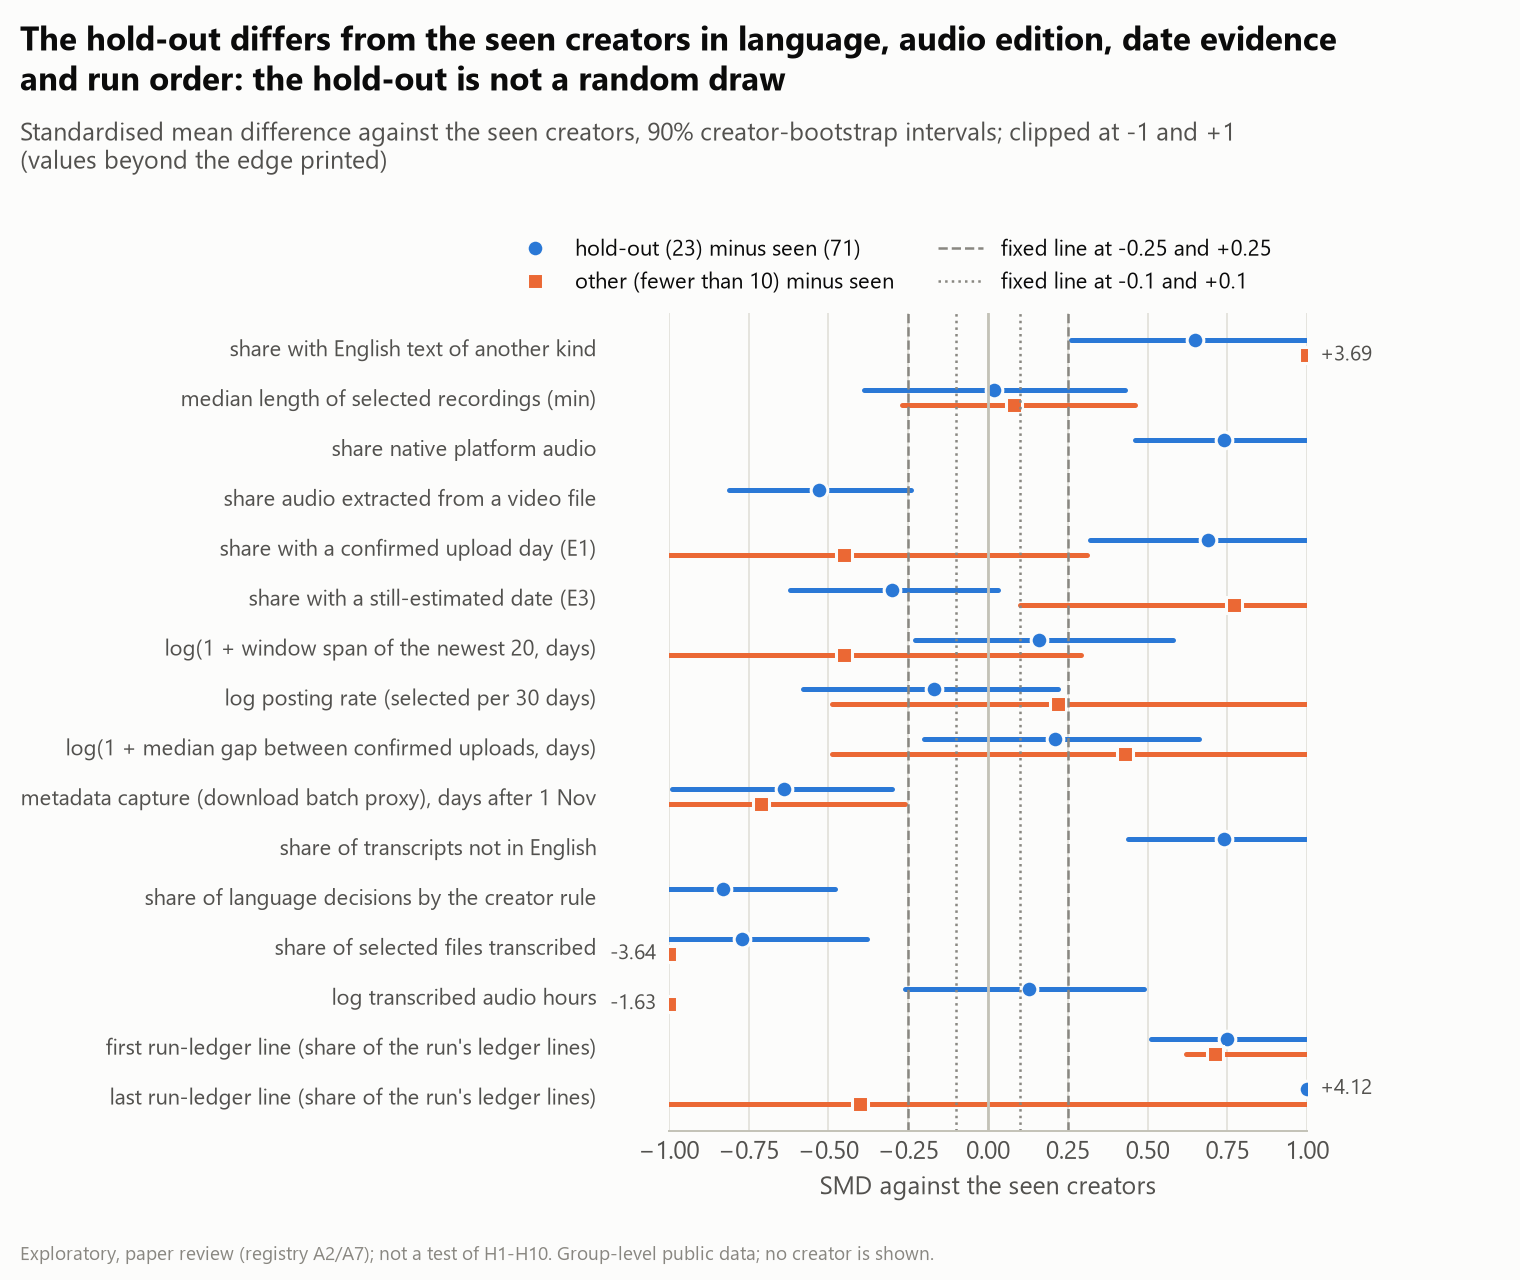 The hold-out differs from the seen creators in language, audio edition, date evidence
and run order: the hold-out is not a random draw
Standardised mean difference against the seen creators, 90% creator-bootstrap intervals; clipped at -1 and +1
(values beyond the edge printed)
hold-out (23) minus seen (71)
fixed line at -0.25 and +0.25
other (fewer than 10) minus seen
fixed line at -0.1 and +0.1
share with English text of another kind
+3.69
median length of selected recordings (min)
share native platform audio
share audio extracted from a video file
share with a confirmed upload day (E1)
share with a still-estimated date (E3)
log(1 + window span of the newest 20, days)
log posting rate (selected per 30 days)
log(1 + median gap between confirmed uploads, days)
metadata capture (download batch proxy), days after 1 Nov
share of transcripts not in English
share of language decisions by the creator rule
share of selected files transcribed
-3.64
log transcribed audio hours
-1.63
first run-ledger line (share of the run's ledger lines)
last run-ledger line (share of the run's ledger lines)
+4.12
−1.00 −0.75 −0.50 −0.25 0.00 0.25 0.50 0.75 1.00
SMD against the seen creators
Exploratory, paper review (registry A2/A7); not a test of H1-H10. Group-level public data; no creator is shown.